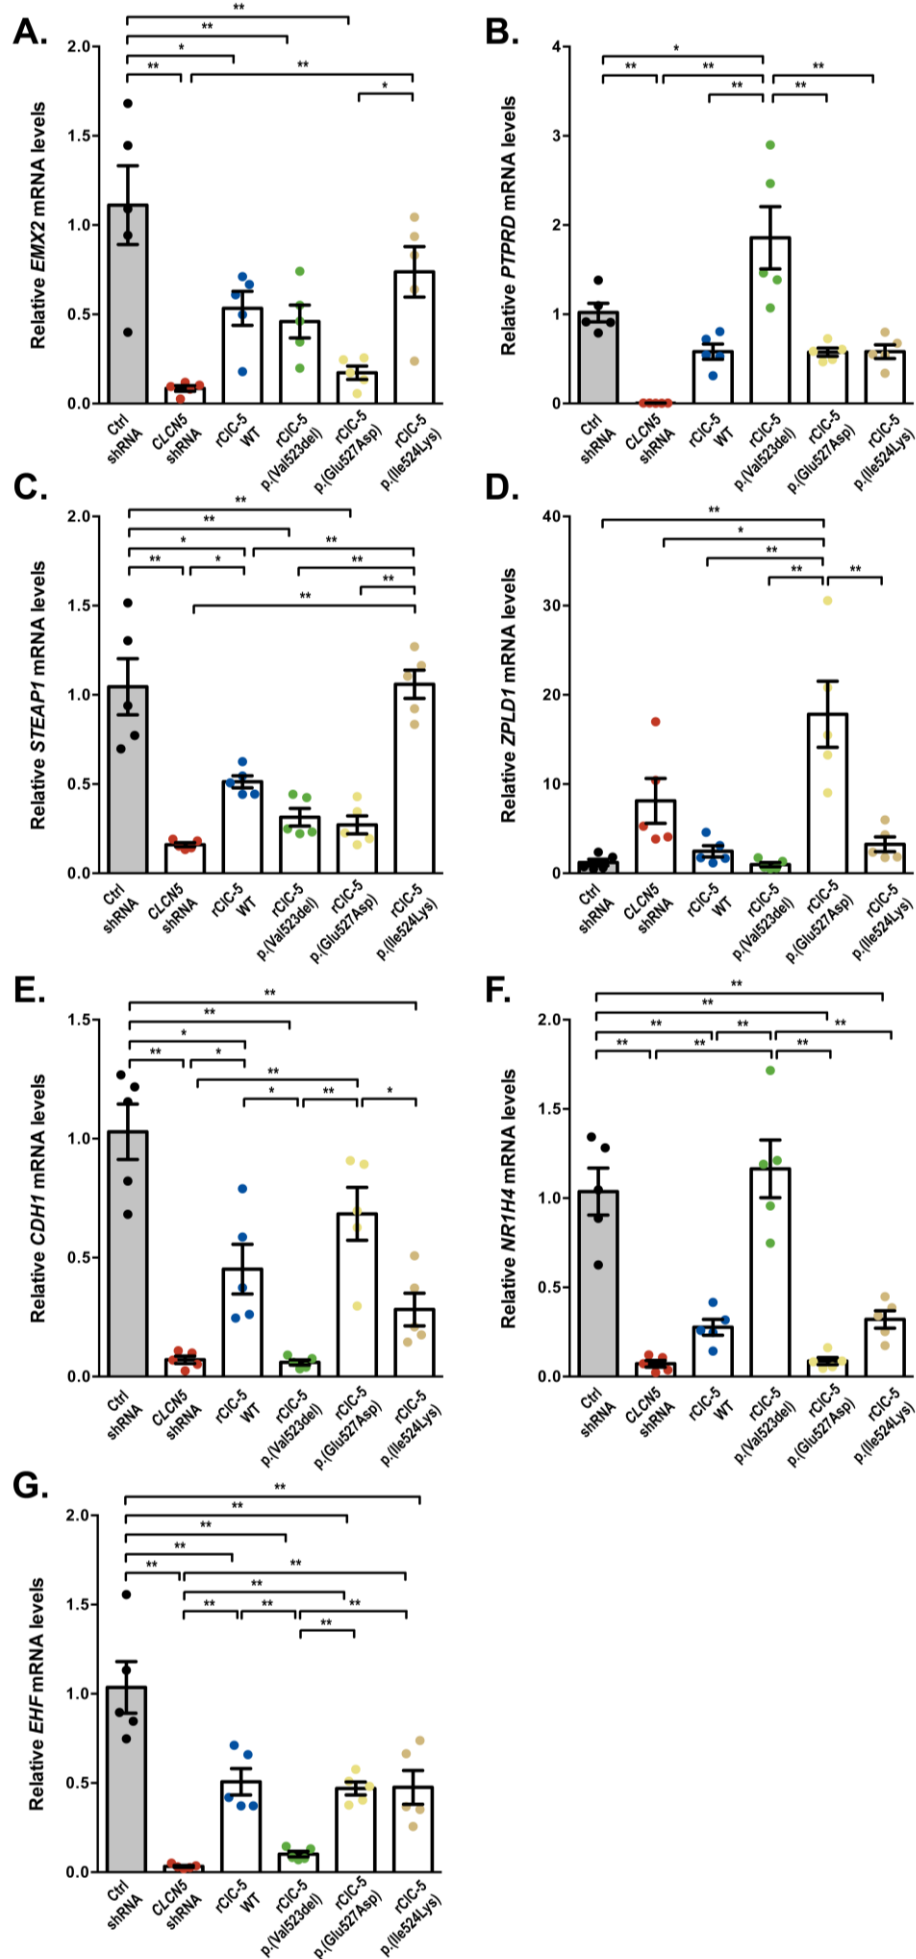 A.
**
**
*
** **
*
Relative EMX2 mRNA levels
2.0
1.5
1.0
0.5
0.0
Ctrl
shRNA
CLCN5
shRNA
rClC-5
WT
rClC-5
p.(Val523del)
rClC-5
p.(Glu527Asp)
rClC-5
p.(Ile524Lys)
B.
*
** ** **
** **
Relative PTPRD mRNA levels
4
3
2
1
0
Ctrl
shRNA
CLCN5
shRNA
rClC-5
WT
rClC-5
p.(Val523del)
rClC-5
p.(Glu527Asp)
rClC-5
p.(Ile524Lys)
C.
**
**
* **
** * **
**
**
Relative STEAP1 mRNA levels
2.0
1.5
1.0
0.5
0.0
Ctrl
shRNA
CLCN5
shRNA
rClC-5
WT
rClC-5
p.(Val523del)
rClC-5
p.(Glu527Asp)
rClC-5
p.(Ile524Lys)
D.
**
*
**
** **
Relative ZPLD1 mRNA levels
40
30
20
10
0
Ctrl
shRNA
CLCN5
shRNA
rClC-5
WT
rClC-5
p.(Val523del)
rClC-5
p.(Glu527Asp)
rClC-5
p.(Ile524Lys)
E.
**
**
*
** *
**
* ** *
Relative CDH1 mRNA levels
1.5
1.0
0.5
0.0
Ctrl
shRNA
CLCN5
shRNA
rClC-5
WT
rClC-5
p.(Val523del)
rClC-5
p.(Glu527Asp)
rClC-5
p.(Ile524Lys)
F.
**
**
** ** **
** ** **
Relative NR1H4 mRNA levels
2.0
1.5
1.0
0.5
0.0
Ctrl
shRNA
CLCN5
shRNA
rClC-5
WT
rClC-5
p.(Val523del)
rClC-5
p.(Glu527Asp)
rClC-5
p.(Ile524Lys)
G.
**
**
**
**
** **
**
** ** **
**
Relative EHF mRNA levels
2.0
1.5
1.0
0.5
0.0
Ctrl
shRNA
CLCN5
shRNA
rClC-5
WT
rClC-5
p.(Val523del)
rClC-5
p.(Glu527Asp)
rClC-5
p.(Ile524Lys)